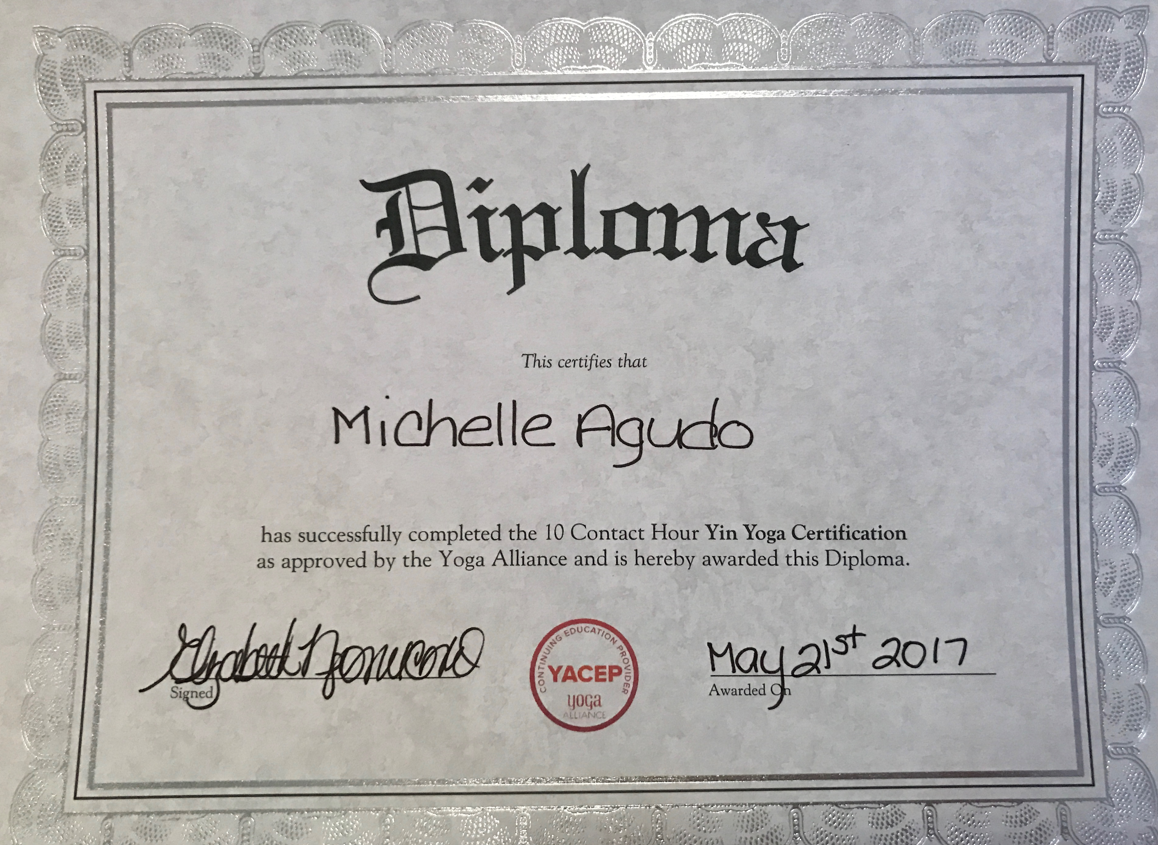 Diploma
This certifies that
Michelle Agudo
has successfully completed the 10 Contact Hour Yin Yoga Certification
as approved by the Yoga Alliance and is hereby awarded this Diploma.
May 21st 2017
Signed
Awarded On
CONTINUING EDUCATION PROVIDER
YACEP
yoga
ALLIANCE